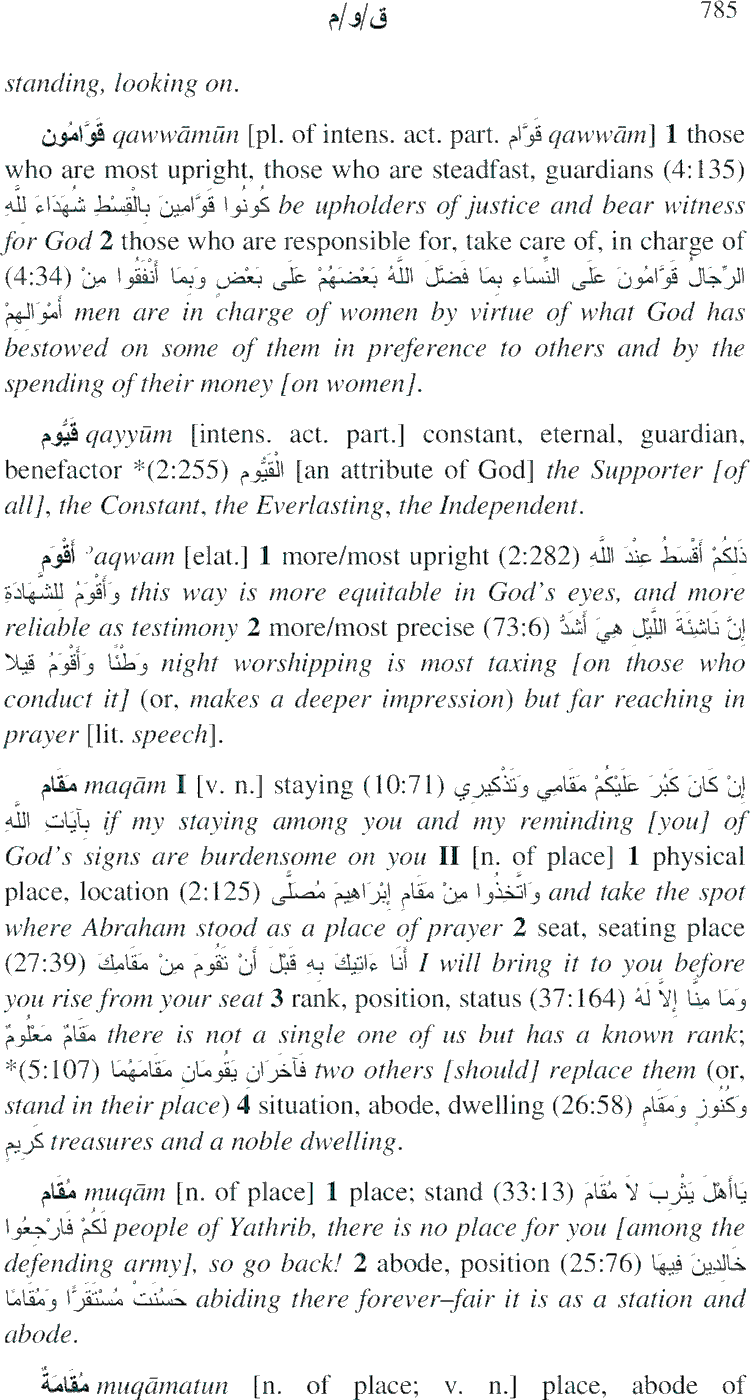 ق/و/م 785
standing, looking on.
قَوَّامُون qawwāmūn [pl. of intens. act. part. قَوَّام qawwām] 1 those
who are most upright, those who are steadfast, guardians (4:135)
كُونُوا قَوَّامِينَ بِالْقِسْطِ شُهَدَاءَ لِلَّهِ be upholders of justice and bear witness
for God 2 those who are responsible for, take care of, in charge of
(4:34) الرِّجَالُ قَوَّامُونَ عَلَى النِّسَاءِ بِمَا فَضَّلَ اللَّهُ بَعْضَهُمْ عَلَى بَعْضٍ وَبِمَا أَنْفَقُوا مِنْ
أَمْوَالِهِمْ men are in charge of women by virtue of what God has
bestowed on some of them in preference to others and by the
spending of their money [on women].
قَيُّوم qayyūm [intens. act. part.] constant, eternal, guardian,
benefactor *(2:255) الْقَيُّوم [an attribute of God] the Supporter [of
all], the Constant, the Everlasting, the Independent.
أَقْوَم ʾaqwam [elat.] 1 more/most upright (2:282) ذَلِكُمْ أَقْسَطُ عِنْدَ اللَّهِ
وَأَقْوَمُ لِلشَّهَادَةِ this way is more equitable in God's eyes, and more
reliable as testimony 2 more/most precise (73:6) إِنَّ نَاشِئَةَ اللَّيْلِ هِيَ أَشَدُّ
وَطْئًا وَأَقْوَمُ قِيلا night worshipping is most taxing [on those who
conduct it] (or, makes a deeper impression) but far reaching in
prayer [lit. speech].
مَقَام maqām I [v. n.] staying (10:71) إِنْ كَانَ كَبُرَ عَلَيْكُمْ مَقَامِي وَتَذْكِيرِي
بِآيَاتِ اللَّهِ if my staying among you and my reminding [you] of
God's signs are burdensome on you II [n. of place] 1 physical
place, location (2:125) وَاتَّخِذُوا مِنْ مَقَامِ إِبْرَاهِيمَ مُصَلَّى and take the spot
where Abraham stood as a place of prayer 2 seat, seating place
(27:39) أَنَا ءَاتِيكَ بِهِ قَبْلَ أَنْ تَقُومَ مِنْ مَقَامِكَ I will bring it to you before
you rise from your seat 3 rank, position, status (37:164) وَمَا مِنَّا إِلاَّ لَهُ
مَقَامٌ مَعْلُومٌ there is not a single one of us but has a known rank;
*(5:107) فَآخَرَانِ يَقُومَانِ مَقَامَهُمَا two others [should] replace them (or,
stand in their place) 4 situation, abode, dwelling (26:58) وَكُنُوزٍ وَمَقَامٍ
كَرِيمٍ treasures and a noble dwelling.
مُقَام muqām [n. of place] 1 place; stand (33:13) يَاأَهْلَ يَثْرِبَ لاَ مُقَامَ
لَكُمْ فَارْجِعُوا people of Yathrib, there is no place for you [among the
defending army], so go back! 2 abode, position (25:76) خَالِدِينَ فِيهَا
حَسُنَتْ مُسْتَقَرًّا وَمُقَامًا abiding there forever–fair it is as a station and
abode.
مُقَامَةٌ muqāmatun [n. of place; v. n.] place, abode of